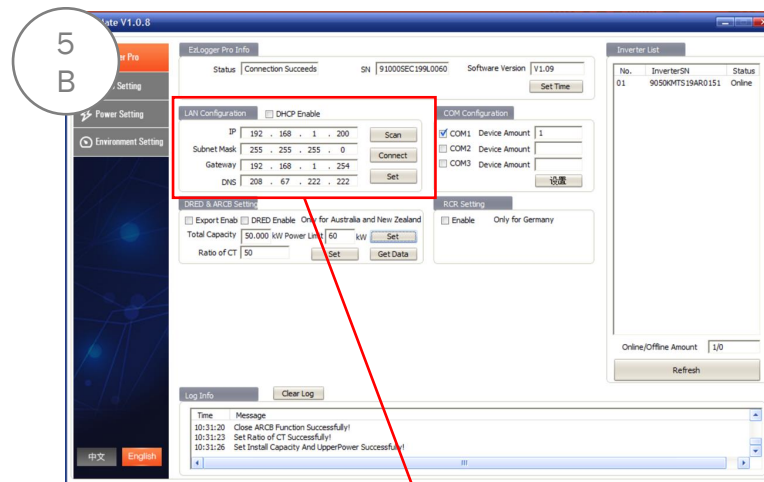 5
B
ate V1.0.8
er Pro
Setting
Power Setting
Environment Setting
中文 English
EzLogger Pro Info
Status Connection Succeeds SN 91000SEC199L0060 Software Version V1.09
Set Time
LAN Configuration DHCP Enable
IP 192 . 168 . 1 . 200 Scan
Subnet Mask 255 . 255 . 255 . 0 Connect
Gateway 192 . 168 . 1 . 254
DNS 208 . 67 . 222 . 222 Set
COM Configuration
COM1 Device Amount 1
COM2 Device Amount
COM3 Device Amount
设置
DRED & ARCB Setting
Export Enab DRED Enable Only for Australia and New Zealand
Total Capacity 50.000 kW Power Limit 60 kW Set
Ratio of CT 50 Set Get Data
RCR Setting
Enable Only for Germany
Inverter List
No. InverterSN Status
01 9050KMTS19AR0151 Online
Online/Offline Amount 1/0
Refresh
Log Info Clear Log
Time Message
10:31:20 Close ARCB Function Successfully!
10:31:23 Set Ratio of CT Successfully!
10:31:26 Set Install Capacity And UpperPower Successfully!